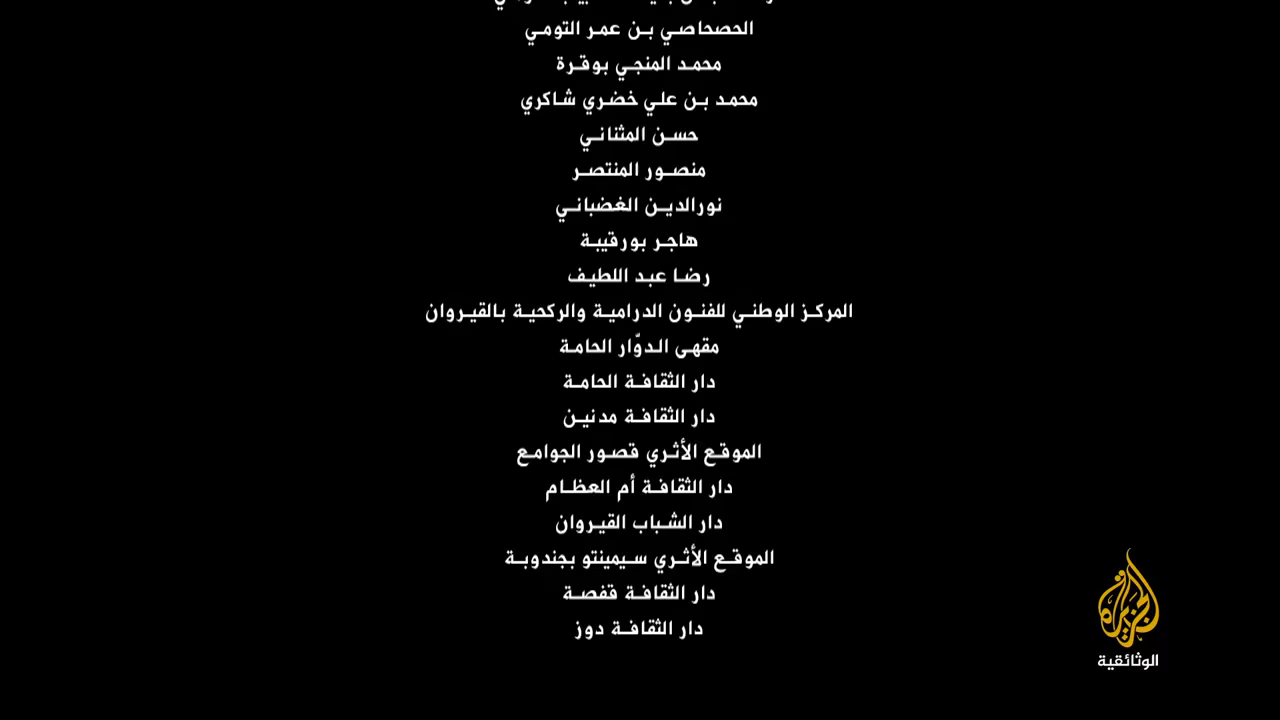 الحصحاصي بن عمر التومي
محمد المنجي بوقرة
محمد بن علي خضري شاكري
حسن المثناني
منصور المنتصر
نورالدين الغضباني
هاجر بورقيبة
رضا عبد اللطيف
المركز الوطني للفنون الدرامية والركحية بالقيروان
مقهى الدوّار الحامة
دار الثقافة الحامة
دار الثقافة مدنين
الموقع الأثري قصور الجوامع
دار الثقافة أم العظام
دار الشباب القيروان
الموقع الأثري سيمينتو بجندوبة
دار الثقافة قفصة
دار الثقافة دوز
الجزيرة
الوثائقية